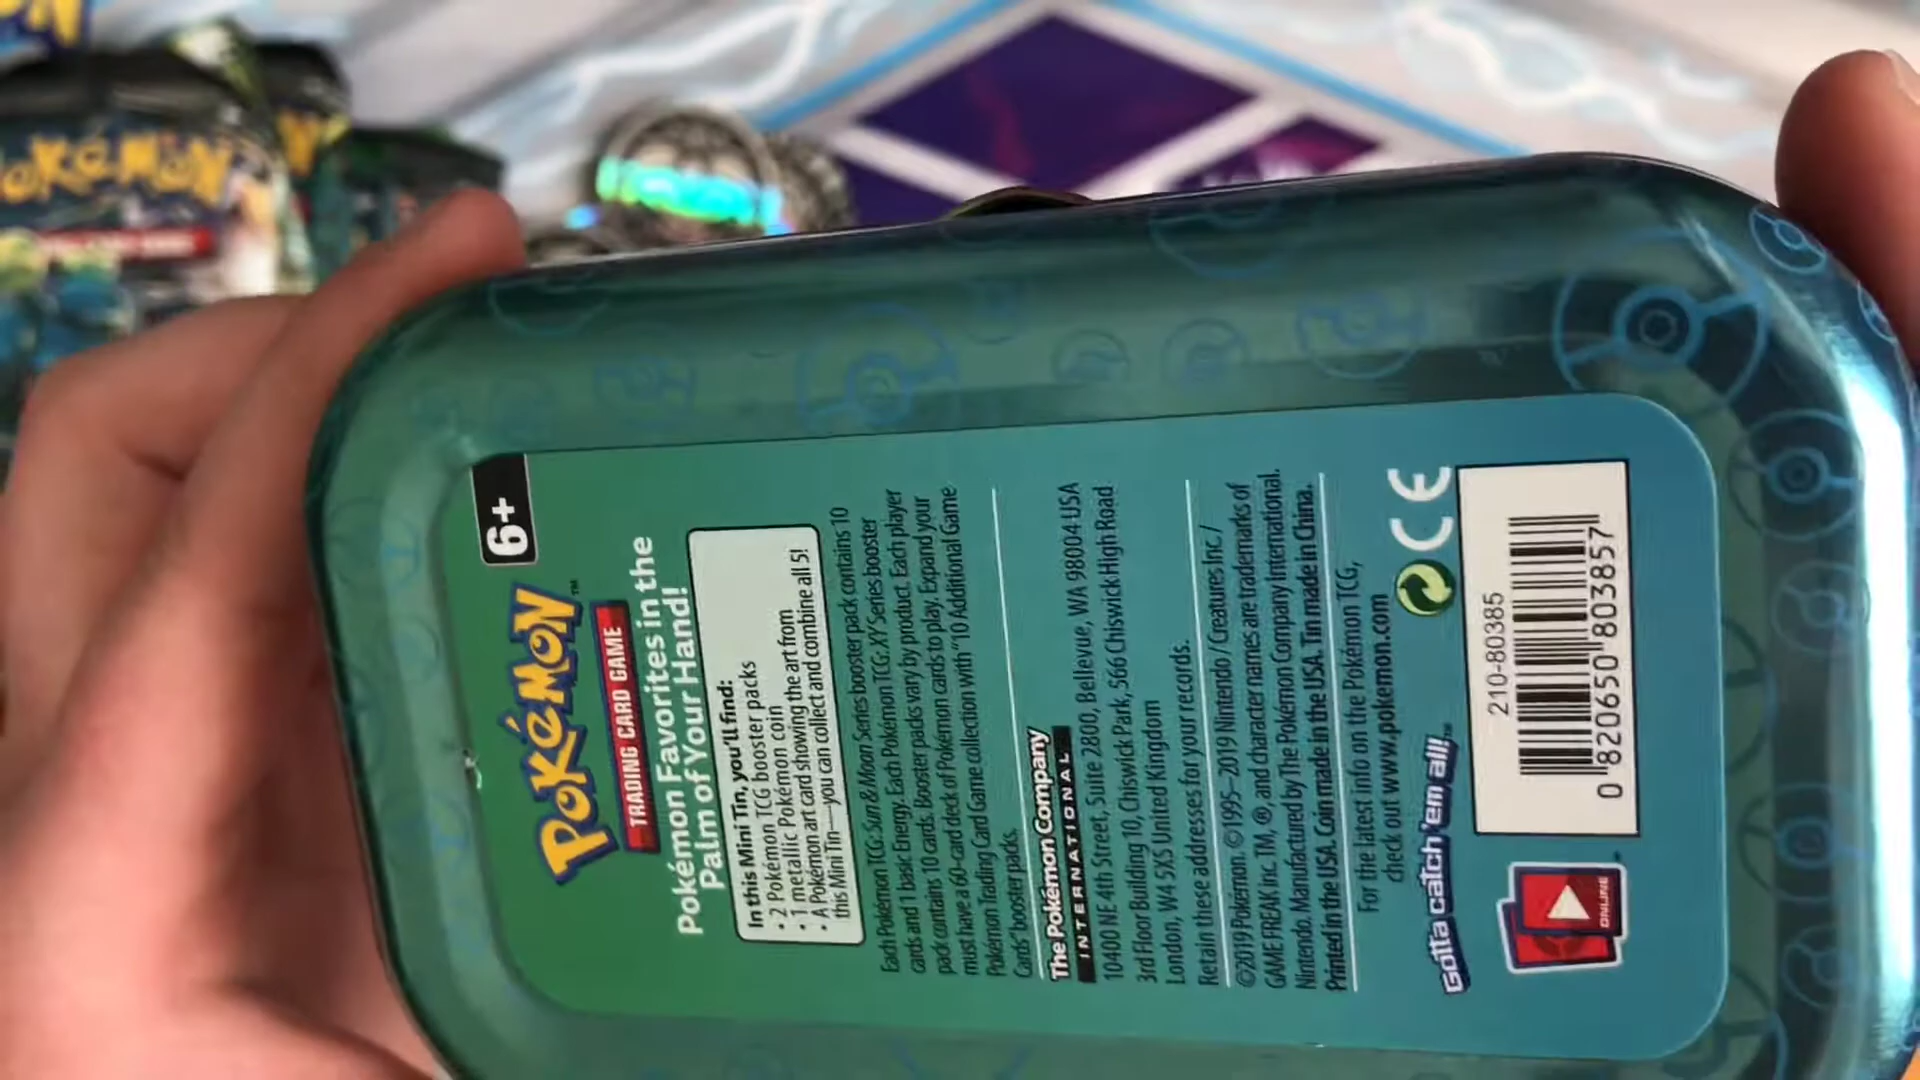 6+
Pokémon™
TRADING CARD GAME
Pokémon Favorites in the
Palm of Your Hand!
In this Mini Tin, you'll find:
• 2 Pokémon TCG booster packs
• 1 metallic Pokémon coin
• A Pokémon art card showing the art from
this Mini Tin—you can collect and combine all 5!
Each Pokémon TCG: Sun & Moon Series booster pack contains 10
cards and 1 basic Energy. Each Pokémon TCG: XY Series booster
pack contains 10 cards. Booster packs vary by product. Each player
must have a 60-card deck of Pokémon cards to play. Expand your
Pokémon Trading Card Game collection with "10 Additional Game
Cards" booster packs.
The Pokémon Company
INTERNATIONAL
10400 NE 4th Street, Suite 2800, Bellevue, WA 98004 USA
3rd Floor Building 10, Chiswick Park, 566 Chiswick High Road
London, W4 5XS United Kingdom
Retain these addresses for your records.
©2019 Pokémon. ©1995–2019 Nintendo / Creatures Inc. /
GAME FREAK inc. TM, ®, and character names are trademarks of
Nintendo. Manufactured by The Pokémon Company International.
Printed in the USA. Coin made in the USA. Tin made in China.
For the latest info on the Pokémon TCG,
check out www.pokemon.com
Gotta catch 'em all!™
CE
210-80385
0 820650 803857
ONLINE
POKéMON